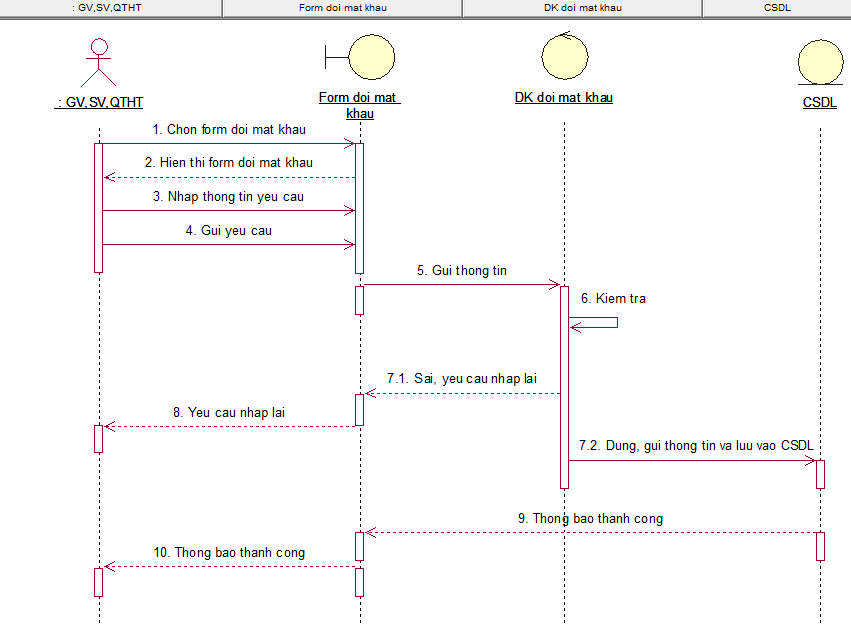 : GV,SV,QTHT
Form doi mat khau
DK doi mat khau
CSDL
: GV,SV,QTHT
Form doi mat
khau
DK doi mat khau
CSDL
1. Chon form doi mat khau
2. Hien thi form doi mat khau
3. Nhap thong tin yeu cau
4. Gui yeu cau
5. Gui thong tin
6. Kiem tra
7.1. Sai, yeu cau nhap lai
8. Yeu cau nhap lai
7.2. Dung, gui thong tin va luu vao CSDL
9. Thong bao thanh cong
10. Thong bao thanh cong